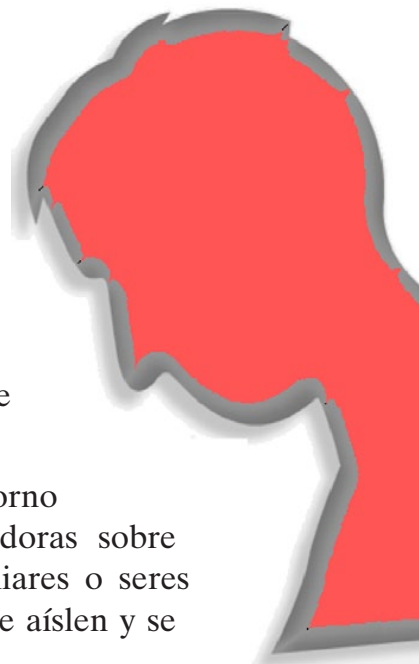 e
orno
doras sobre
iares o seres
e aíslen y se